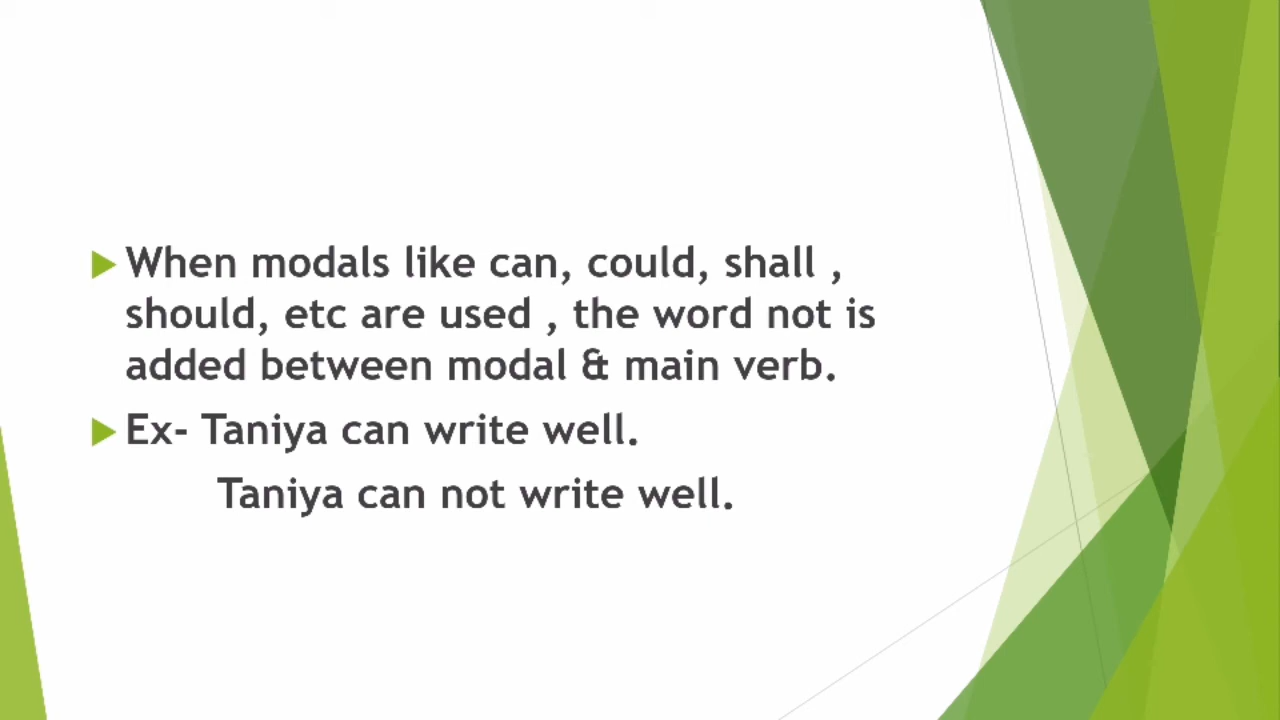 When modals like can, could, shall ,
should, etc are used , the word not is
added between modal & main verb.
Ex- Taniya can write well.
Taniya can not write well.